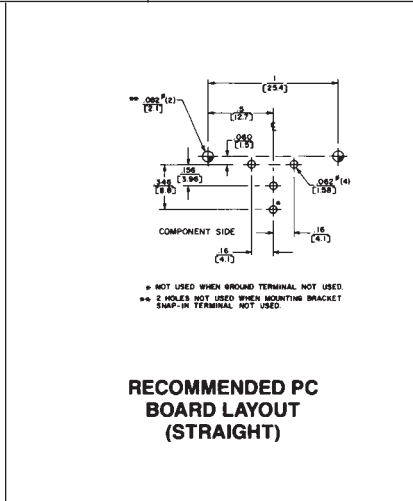 1
[25.4]
** .082ø(2)
[2.1]
.5
[12.7]
.060
[1.5]
.156
[3.96]
.346
[8.8]
.062ø(4)
[1.58]
*
COMPONENT SIDE
.16
[4.1]
.16
[4.1]
* NOT USED WHEN GROUND TERMINAL NOT USED.
** 2 HOLES NOT USED WHEN MOUNTING BRACKET
SNAP-IN TERMINAL NOT USED.
RECOMMENDED PC
BOARD LAYOUT
(STRAIGHT)